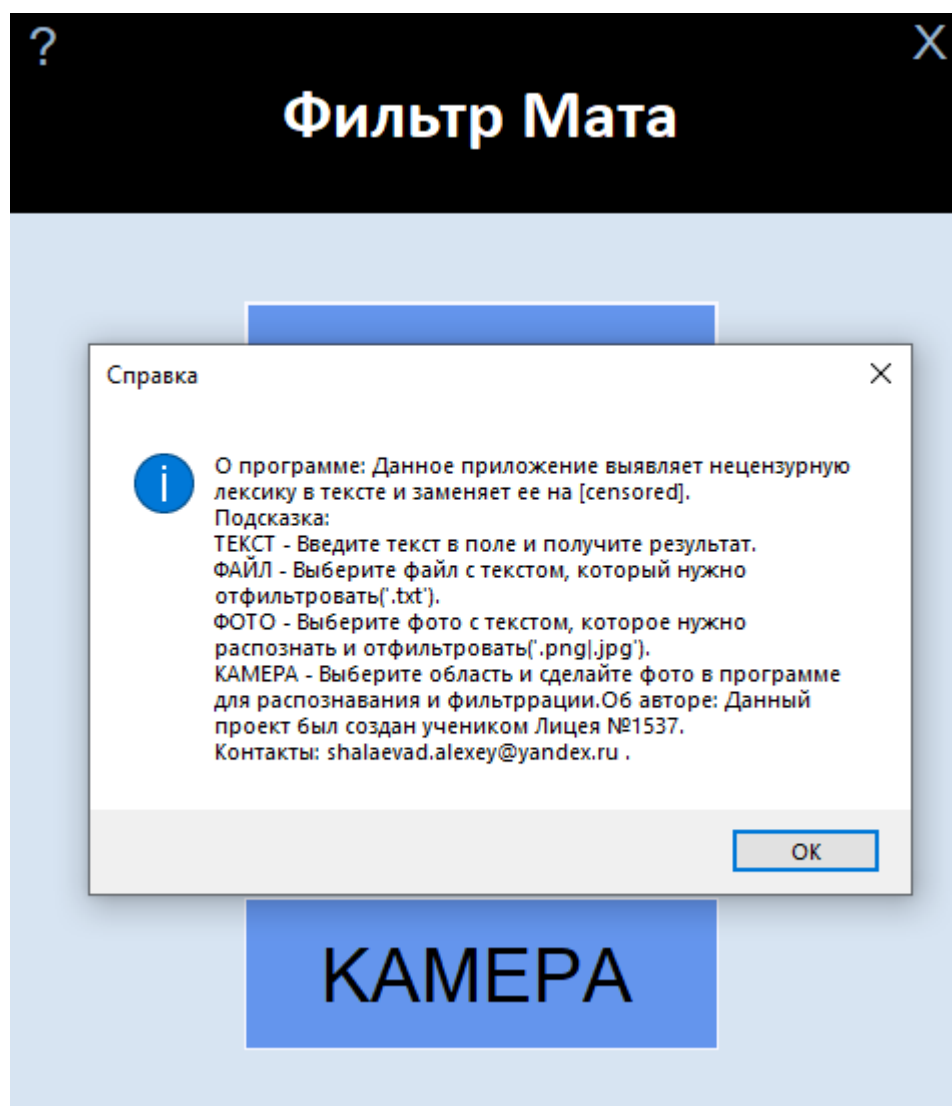 ?
X
Фильтр Мата
Справка
О программе: Данное приложение выявляет нецензурную
лексику в тексте и заменяет ее на [censored].
Подсказка:
ТЕКСТ - Введите текст в поле и получите результат.
ФАЙЛ - Выберите файл с текстом, который нужно
отфильтровать('.txt').
ФОТО - Выберите фото с текстом, которое нужно
распознать и отфильтровать('.png|.jpg').
КАМЕРА - Выберите область и сделайте фото в программе
для распознавания и фильтррации.Об авторе: Данный
проект был создан учеником Лицея №1537.
Контакты: shalaevad.alexey@yandex.ru .
ОК
КАМЕРА